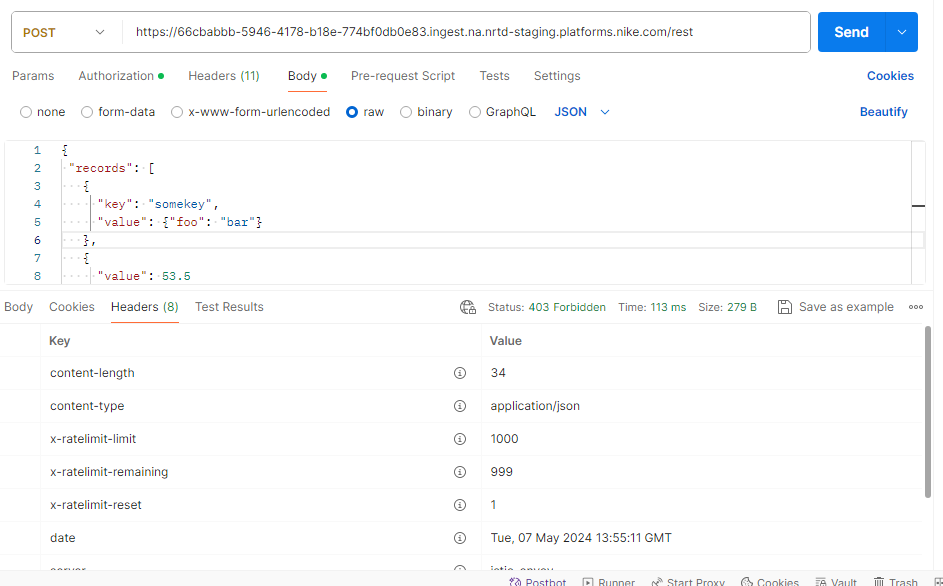 POST https://66cbabbb-5946-4178-b18e-774bf0db0e83.ingest.na.nrtd-staging.platforms.nike.com/rest Send
Params Authorization Headers (11) Body Pre-request Script Tests Settings Cookies
none form-data x-www-form-urlencoded raw binary GraphQL JSON Beautify
1 {
2 "records": [
3 {
4 "key": "somekey",
5 "value": {"foo": "bar"}
6 },
7 {
8 "value": 53.5
Body Cookies Headers (8) Test Results Status: 403 Forbidden Time: 113 ms Size: 279 B Save as example
Key Value
content-length 34
content-type application/json
x-ratelimit-limit 1000
x-ratelimit-remaining 999
x-ratelimit-reset 1
date Tue, 07 May 2024 13:55:11 GMT
server istio-envoy
Postbot Runner Start Proxy Cookies Vault Trash